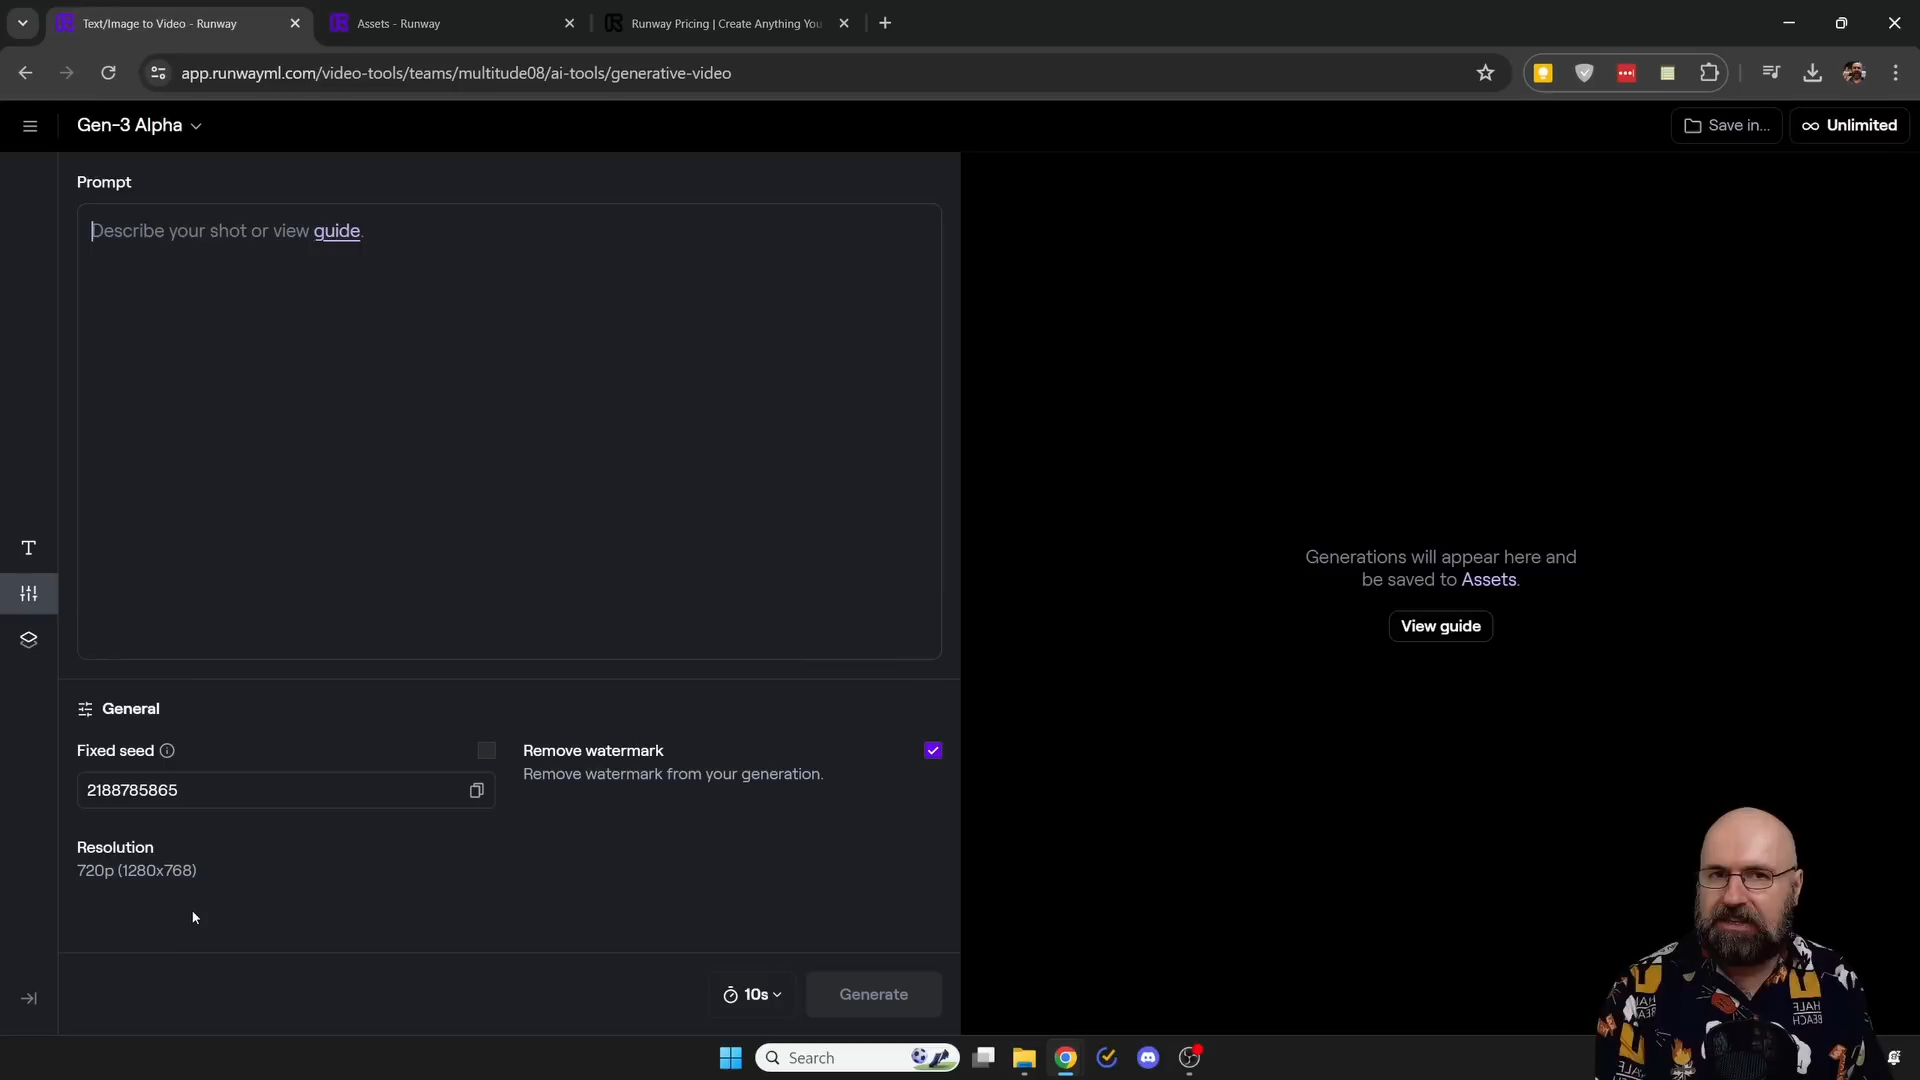 Text/Image to Video - Runway
Assets - Runway
Runway Pricing | Create Anything You
app.runwayml.com/video-tools/teams/multitude08/ai-tools/generative-video
Gen-3 Alpha
Save in...
Unlimited
Prompt
Describe your shot or view guide.
Generations will appear here and
be saved to Assets.
View guide
General
Fixed seed
Remove watermark
Remove watermark from your generation.
2188785865
Resolution
720p (1280x768)
10s
Generate
Search